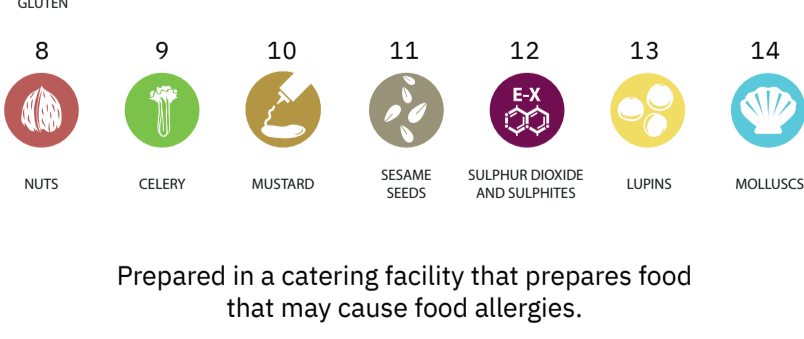 GLUTEN
8 9 10 11 12 13 14
E-X
NUTS CELERY MUSTARD SESAME SEEDS SULPHUR DIOXIDE AND SULPHITES LUPINS MOLLUSCS
Prepared in a catering facility that prepares food
that may cause food allergies.